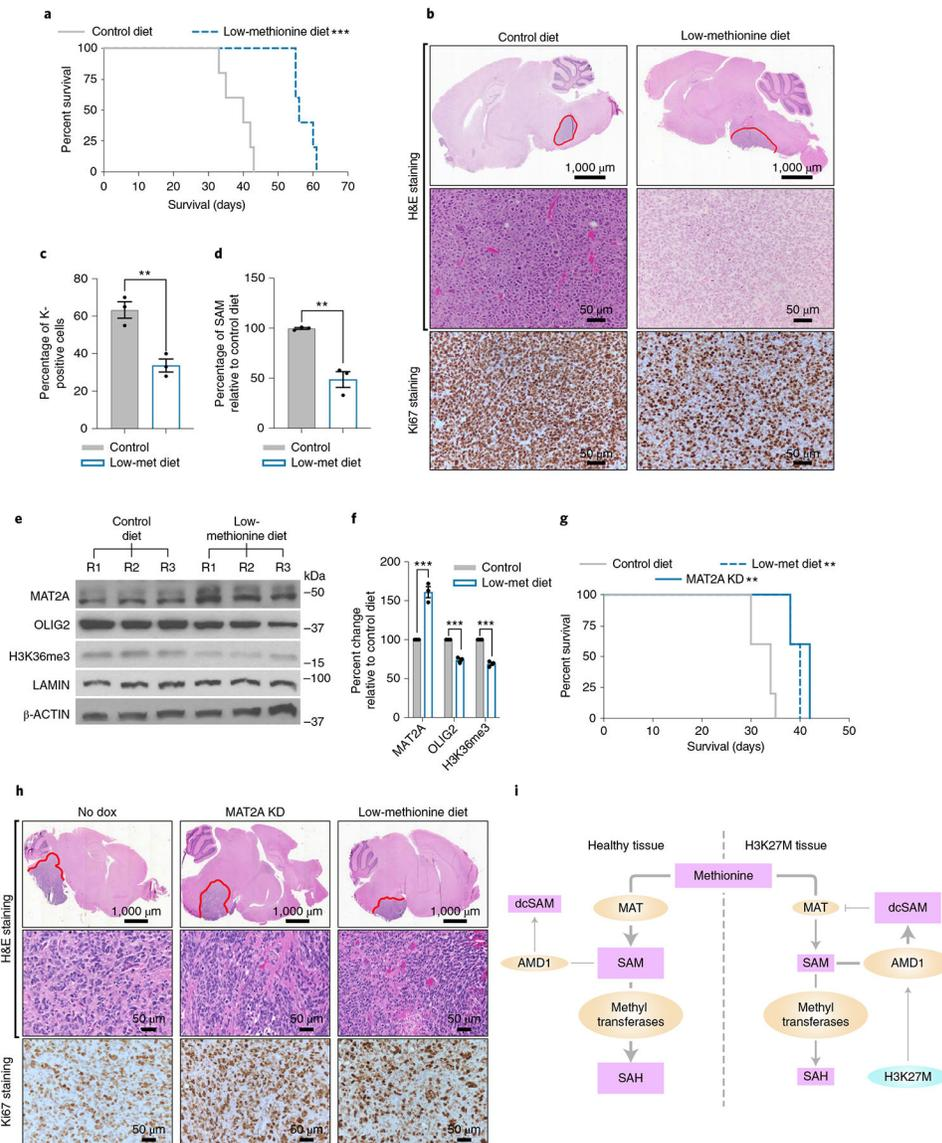 a
Control diet
Low-methionine diet ***
Percent survival
100
75
50
25
0
0 10 20 30 40 50 60 70
Survival (days)
b
Control diet
Low-methionine diet
H&E staining
1,000 μm
1,000 μm
50 μm
50 μm
Ki67 staining
50 μm
50 μm
c
Percentage of K-
positive cells
80
60
40
20
0
**
Control
Low-met diet
d
Percentage of SAM
relative to control diet
150
100
50
0
**
Control
Low-met diet
e
Control
diet
Low-
methionine diet
R1 R2 R3 R1 R2 R3
kDa
MAT2A
–50
OLIG2
–37
H3K36me3
–15
LAMIN
–100
β-ACTIN
–37
f
Percent change
relative to control diet
200
150
100
50
0
*** *** ***
Control
Low-met diet
MAT2A
OLIG2
H3K36me3
g
Control diet
Low-met diet **
MAT2A KD **
Percent survival
100
75
50
25
0
0 10 20 30 40 50
Survival (days)
h
No dox
MAT2A KD
Low-methionine diet
H&E staining
1,000 μm
1,000 μm
1,000 μm
50 μm
50 μm
50 μm
Ki67 staining
50 μm
50 μm
50 μm
i
Healthy tissue
H3K27M tissue
Methionine
dcSAM
MAT
MAT
dcSAM
AMD1
SAM
SAM
AMD1
Methyl
transferases
Methyl
transferases
SAH
SAH
H3K27M